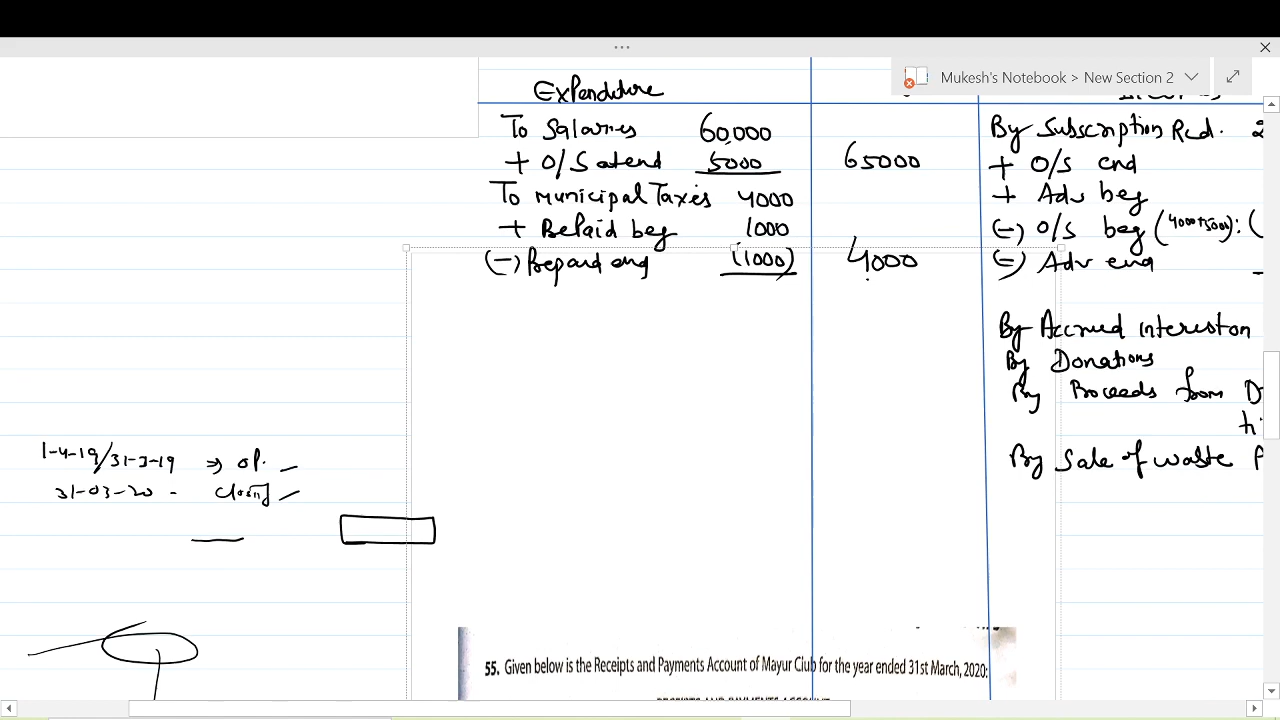 Mukesh's Notebook > New Section 2
Expenditure
To Salaries 60,000
+ O/S at end 5000 65000
To Municipal Taxes 4000
+ Prepaid beg 1000
(-) Prepaid end (1000) 4000
By Subscription Rcd. 2
+ O/S end
+ Adv beg
(-) O/S beg (4000+5000): (
(-) Adv end
By Accrued interest on
By Donations
By Proceeds from D
By Sale of waste P
1-4-19/31-3-19 ⇒ op.
31-03-20 - closing
55. Given below is the Receipts and Payments Account of Mayur Club for the year ended 31st March, 2020: